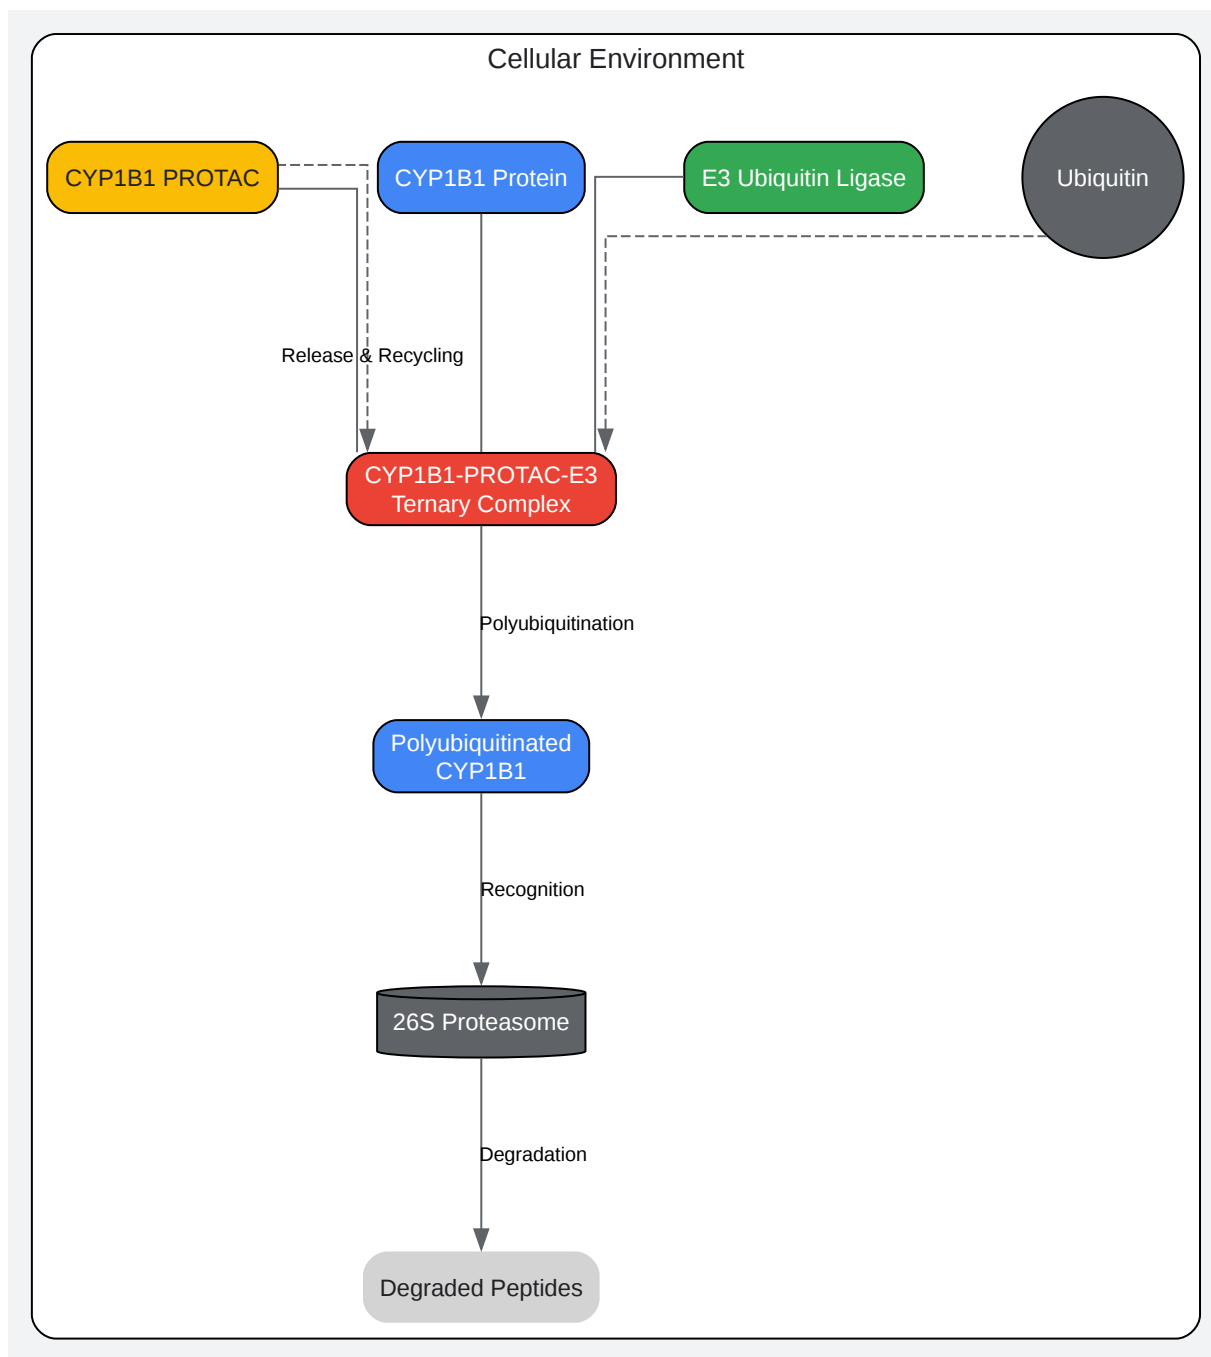 Cellular Environment
CYP1B1 PROTAC
CYP1B1 Protein
E3 Ubiquitin Ligase
Ubiquitin
Release & Recycling
CYP1B1-PROTAC-E3
Ternary Complex
Polyubiquitination
Polyubiquitinated
CYP1B1
Recognition
26S Proteasome
Degradation
Degraded Peptides